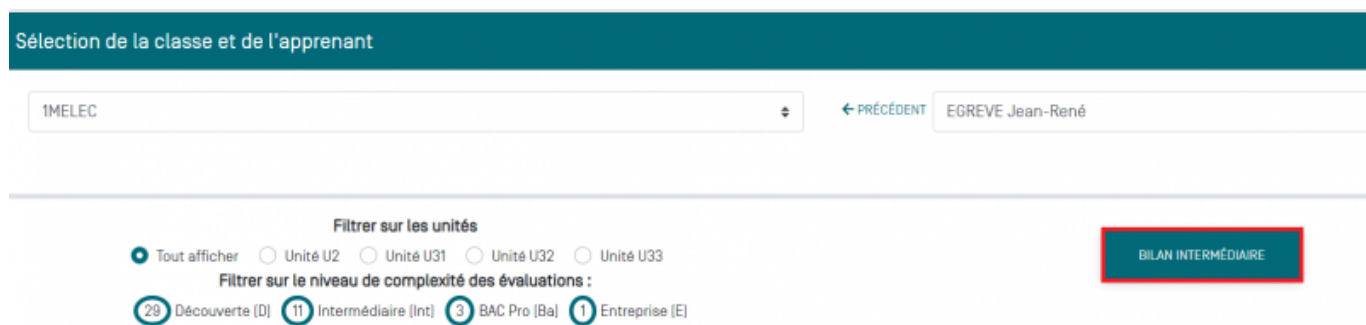 Sélection de la classe et de l'apprenant
1MELEC
← PRÉCÉDENT EGREVE Jean-René
Filtrer sur les unités
Tout afficher Unité U2 Unité U31 Unité U32 Unité U33
BILAN INTERMÉDIAIRE
Filtrer sur le niveau de complexité des évaluations :
29 Découverte (D) 11 Intermédiaire (Int) 3 BAC Pro (Ba) 1 Entreprise (E)